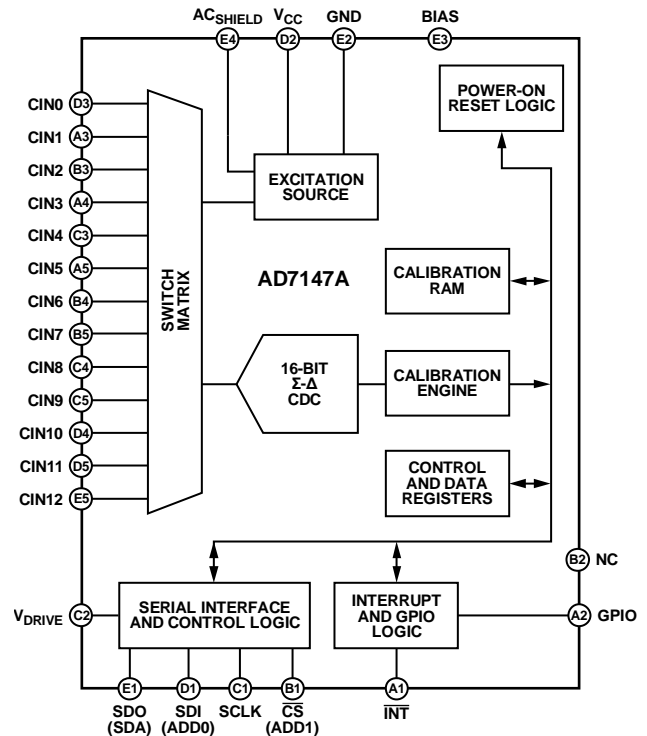 ACSHIELD VCC GND BIAS
E4 D2 E2 E3
POWER-ON
RESET LOGIC
CIN0 D3
CIN1 A3
CIN2 B3
CIN3 A4
CIN4 C3
CIN5 A5
CIN6 B4
CIN7 B5
CIN8 C4
CIN9 C5
CIN10 D4
CIN11 D5
CIN12 E5
SWITCH
MATRIX
EXCITATION
SOURCE
AD7147A
CALIBRATION
RAM
16-BIT
Σ-Δ
CDC
CALIBRATION
ENGINE
CONTROL
AND DATA
REGISTERS
B2 NC
VDRIVE C2
SERIAL INTERFACE
AND CONTROL LOGIC
INTERRUPT
AND GPIO
LOGIC
A2 GPIO
E1 D1 C1 B1 A1
SDO SDI SCLK CS INT
(SDA) (ADD0) (ADD1)